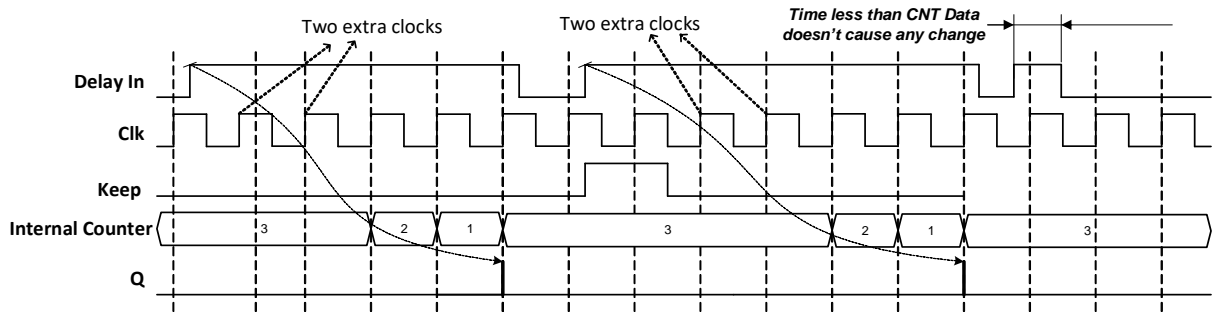 Two extra clocks
Two extra clocks
Time less than CNT Data
doesn't cause any change
Delay In
Clk
Keep
Internal Counter
3
2
1
3
2
1
3
Q